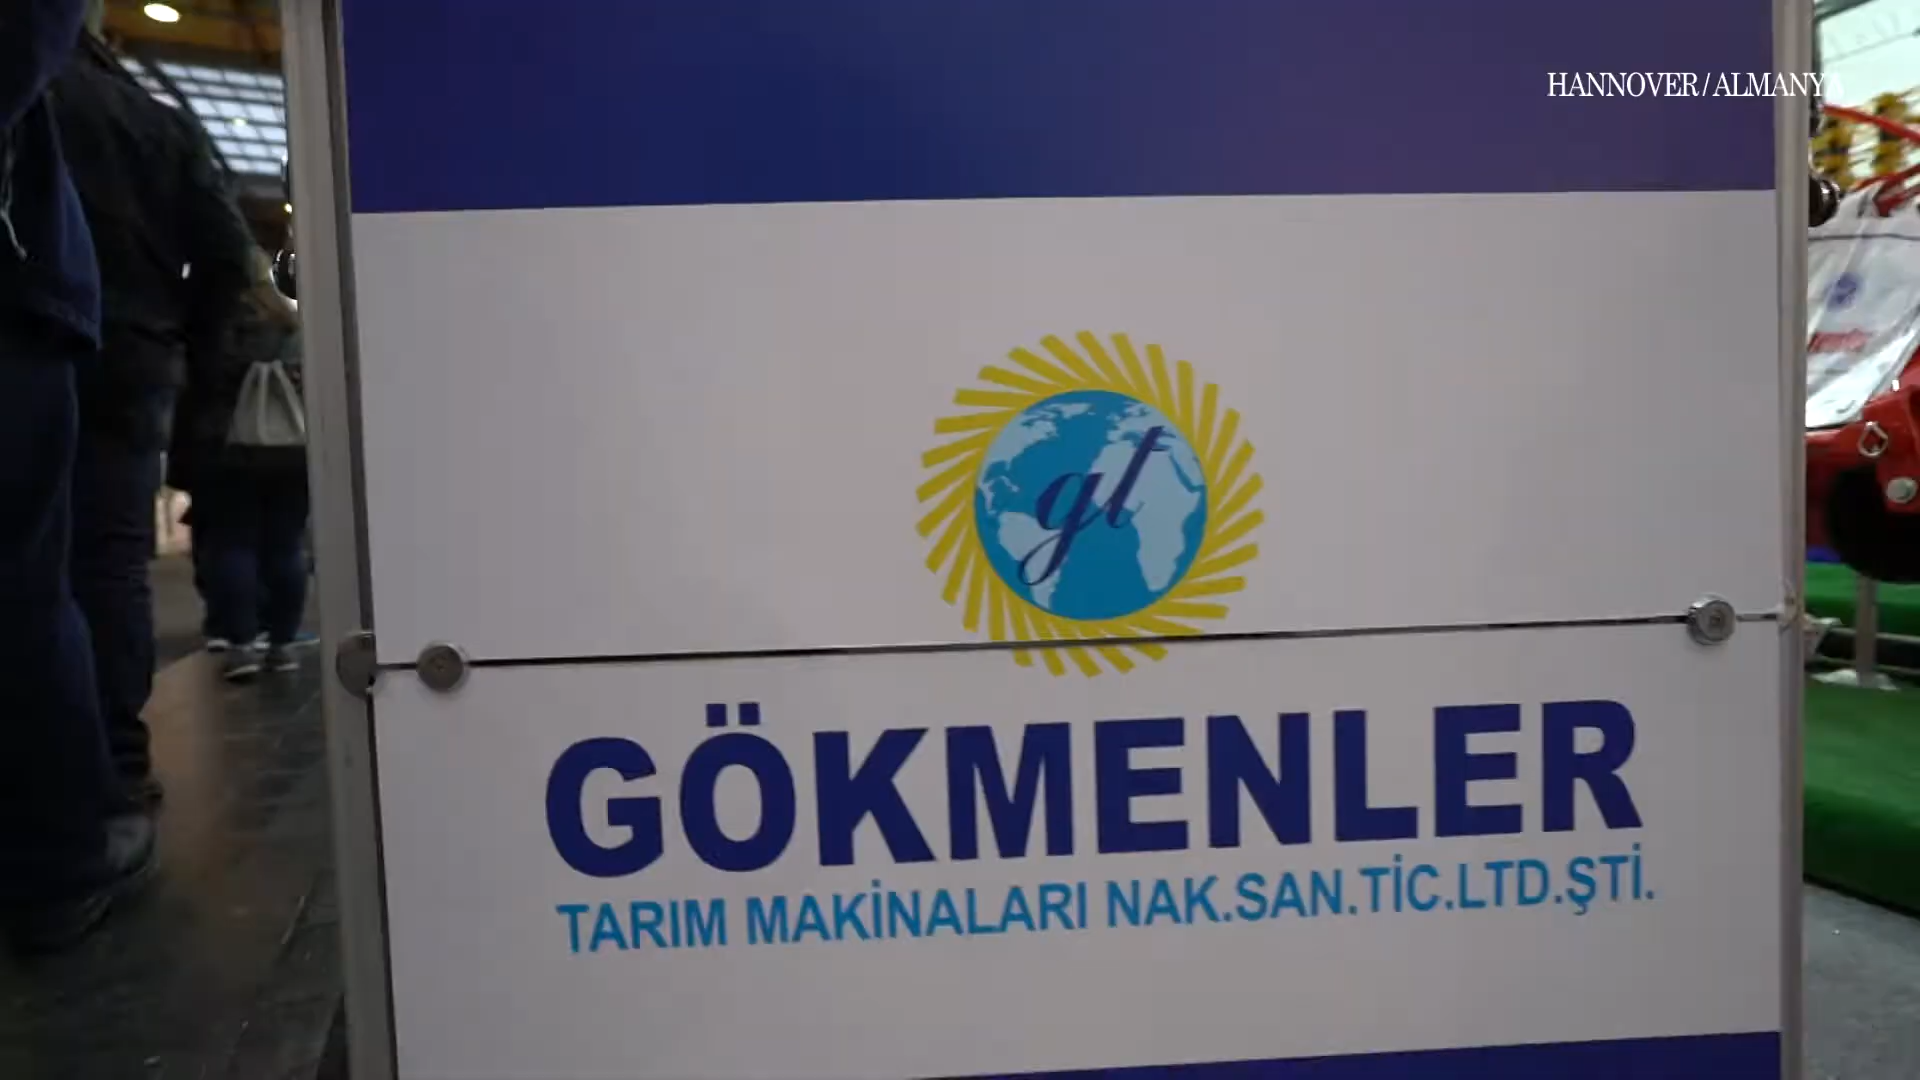 HANNOVER / ALMANYA
gt
GÖKMENLER
TARIM MAKİNALARI NAK.SAN.TİC.LTD.ŞTİ.